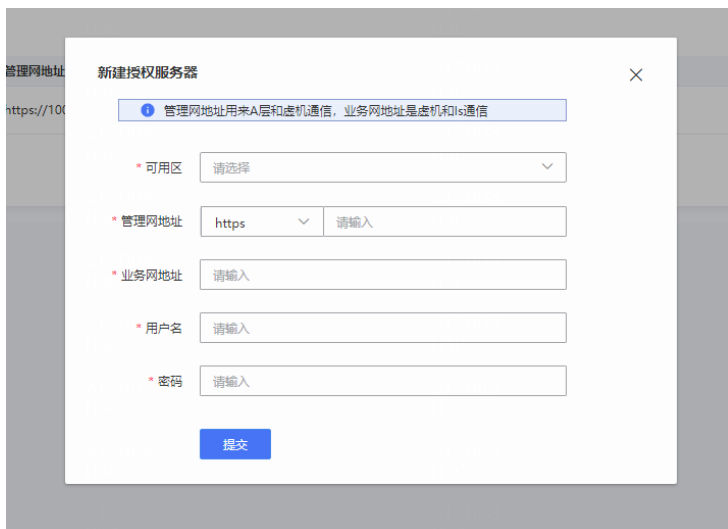 管理网地址
https://100
新建授权服务器
管理网地址用来A层和虚机通信，业务网地址是虚机和ls通信
* 可用区 请选择
* 管理网地址 https 请输入
* 业务网地址 请输入
* 用户名 请输入
* 密码 请输入
提交